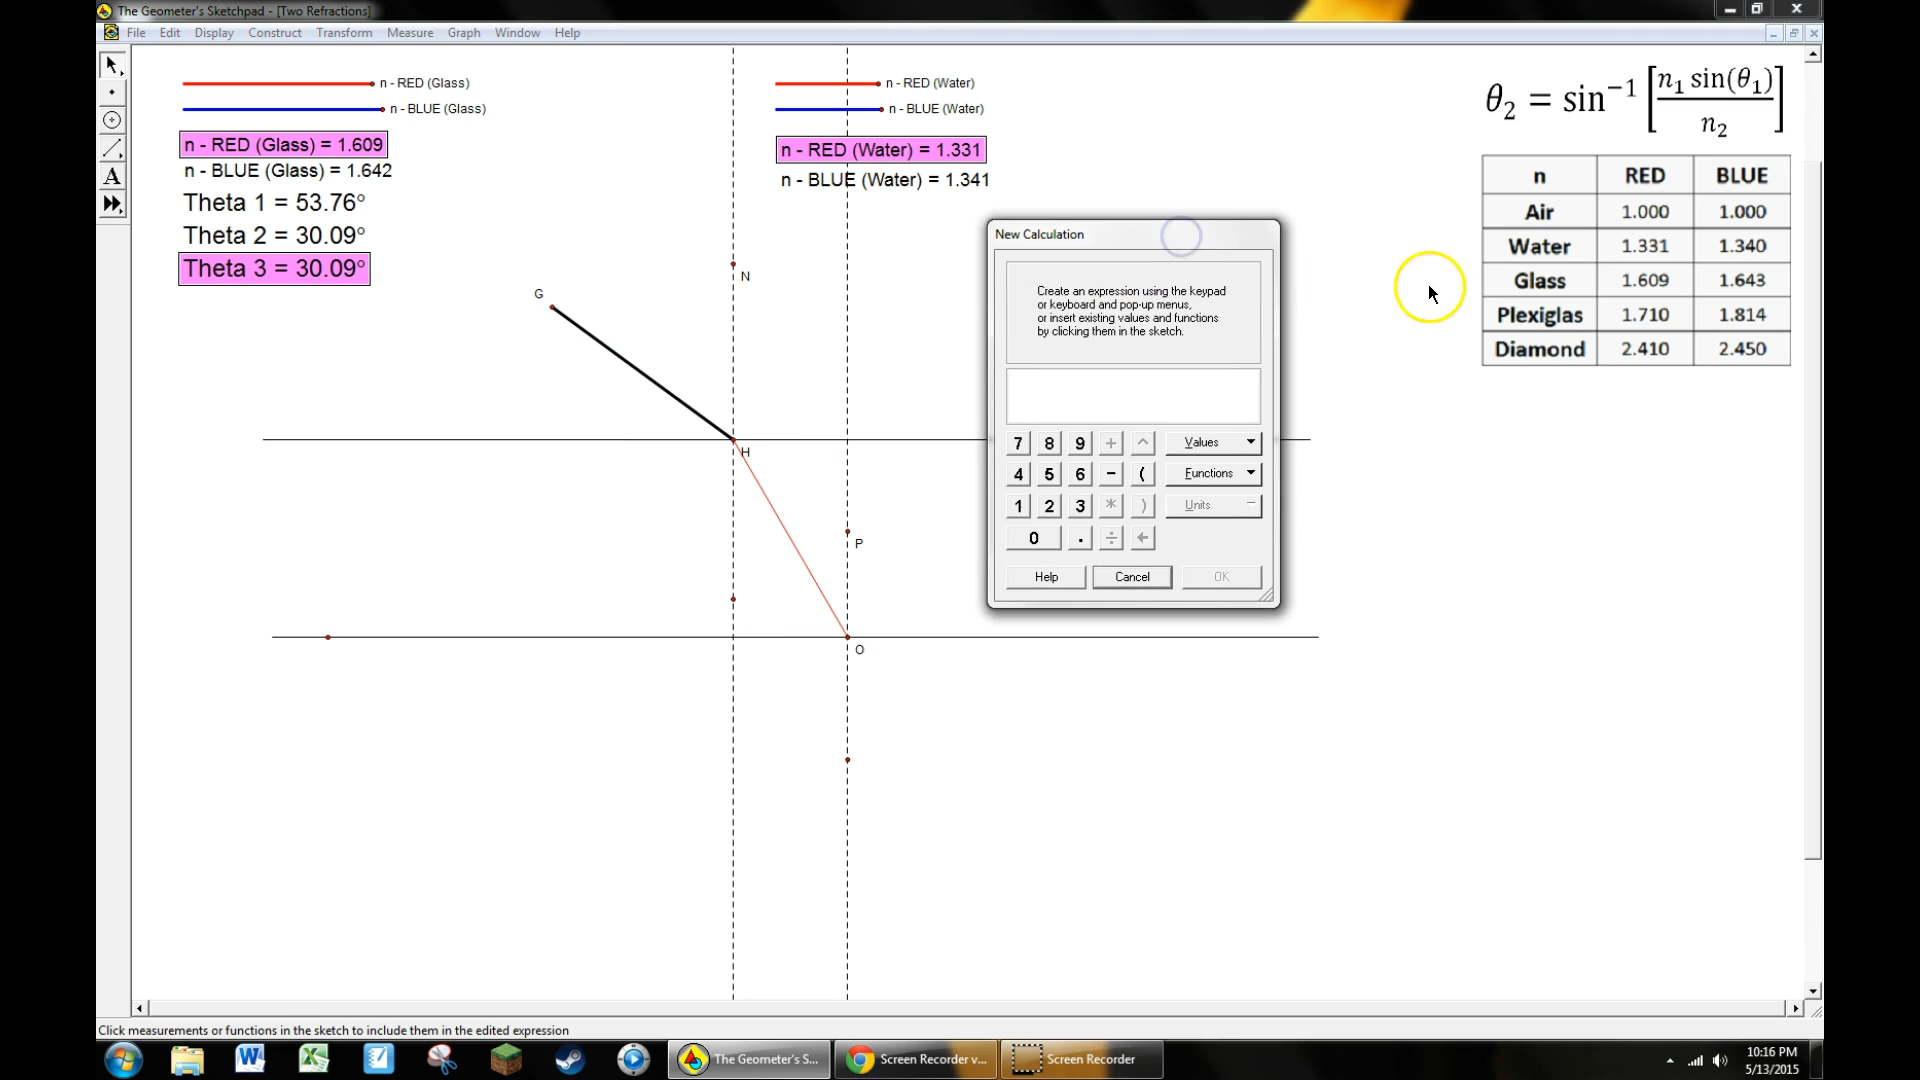 The Geometer's Sketchpad - [Two Refractions]
File Edit Display Construct Transform Measure Graph Window Help
n - RED (Glass)
n - BLUE (Glass)
n - RED (Glass) = 1.609
n - BLUE (Glass) = 1.642
Theta 1 = 53.76°
Theta 2 = 30.09°
Theta 3 = 30.09°
n - RED (Water)
n - BLUE (Water)
n - RED (Water) = 1.331
n - BLUE (Water) = 1.341
θ₂ = sin⁻¹ [n₁ sin(θ₁) / n₂]
n RED BLUE
Air 1.000 1.000
Water 1.331 1.340
Glass 1.609 1.643
Plexiglas 1.710 1.814
Diamond 2.410 2.450
G
N
H
P
O
New Calculation
Create an expression using the keypad
or keyboard and pop-up menus,
or insert existing values and functions
by clicking them in the sketch.
7 8 9 + ^ Values
4 5 6 - ( Functions
1 2 3 * ) Units
0 . ÷ ←
Help Cancel OK
A
Click measurements or functions in the sketch to include them in the edited expression
The Geometer's S...
Screen Recorder v...
Screen Recorder
10:16 PM
5/13/2015